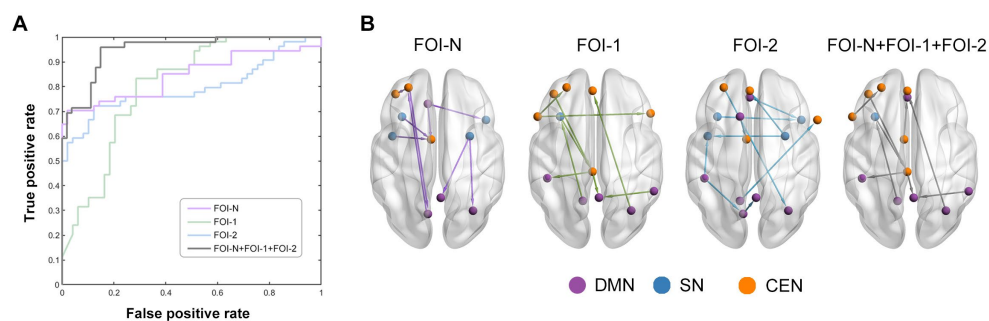 A
True positive rate
1
0.9
0.8
0.7
0.6
0.5
0.4
0.3
0.2
0.1
0
0 0.2 0.4 0.6 0.8 1
False positive rate
FOI-N
FOI-1
FOI-2
FOI-N+FOI-1+FOI-2
B
FOI-N FOI-1 FOI-2 FOI-N+FOI-1+FOI-2
DMN SN CEN